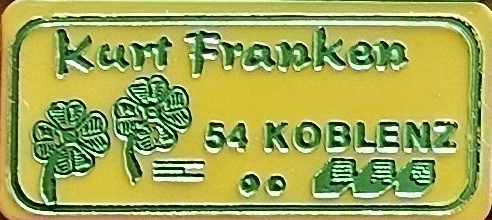 Kurt Franken
54 KOBLENZ